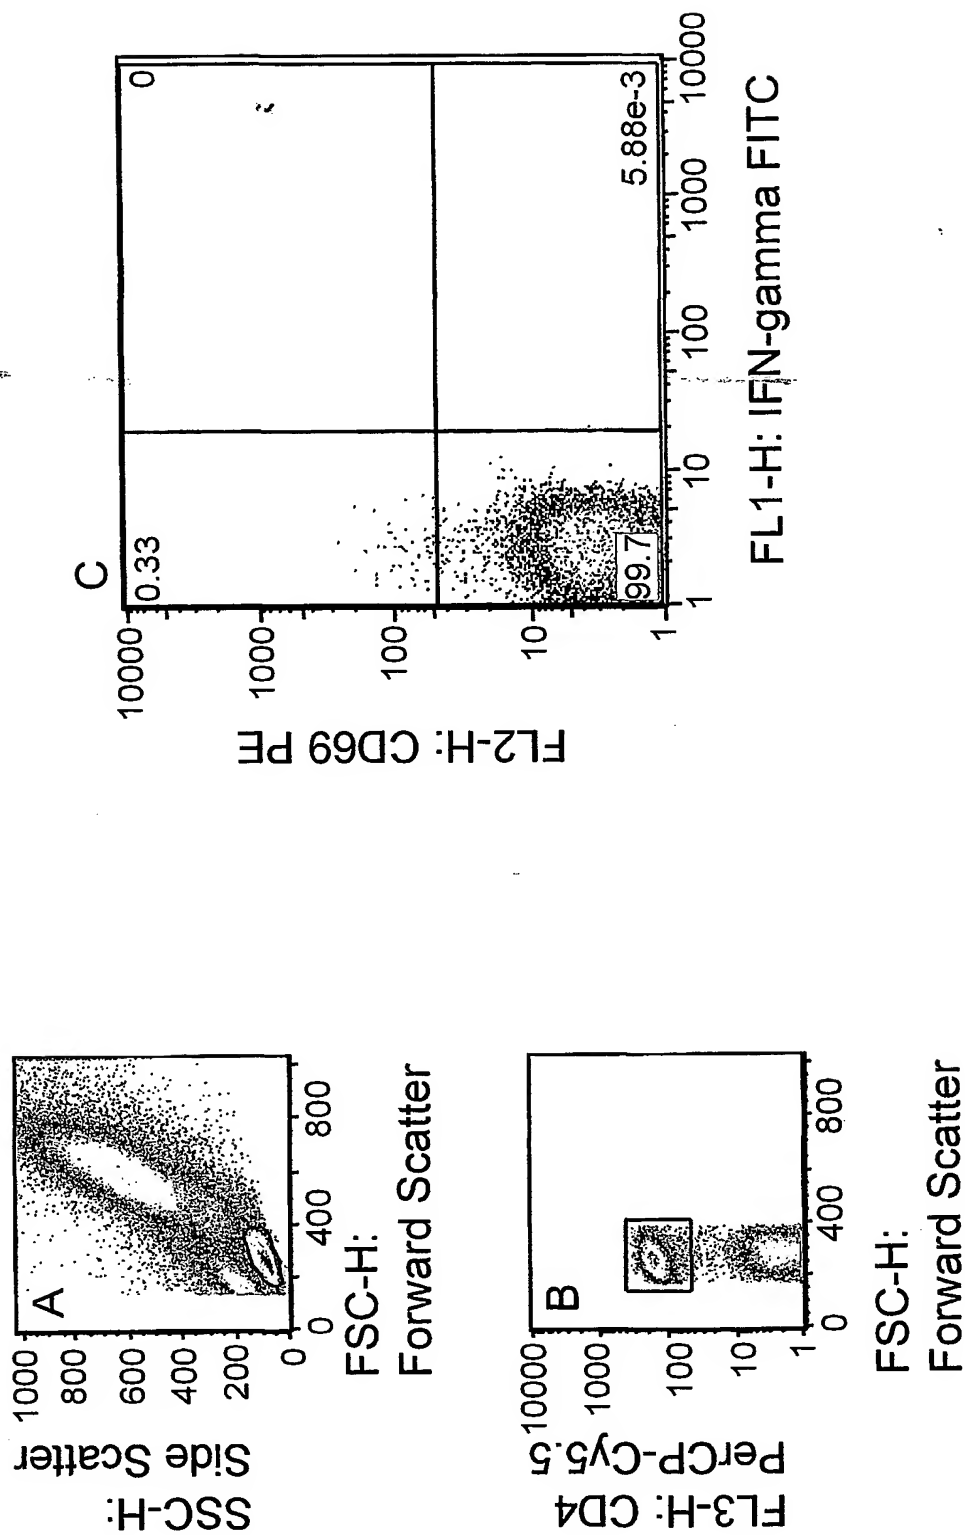 A
SSC-H:
Side Scatter
1000
800
600
400
200
0
0
400
800
FSC-H:
Forward Scatter
B
FL3-H: CD4
PerCP-Cy5.5
10000
1000
100
10
1
0
400
800
FSC-H:
Forward Scatter
C
FL2-H: CD69 PE
10000
1000
100
10
1
0.33
0
99.7
5.88e-3
1
10
100
1000
10000
FL1-H: IFN-gamma FITC